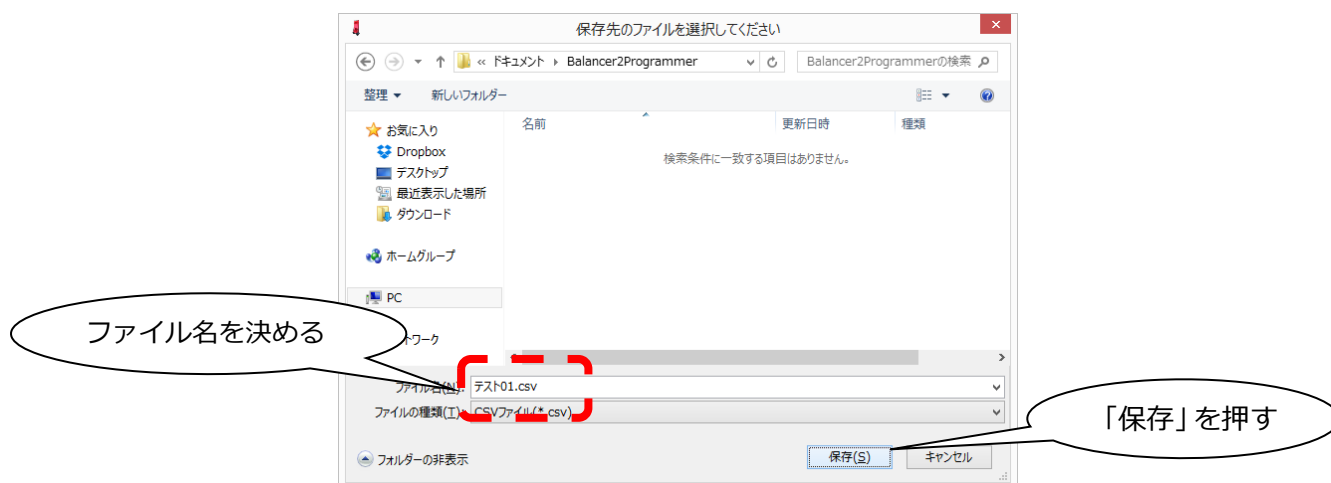 保存先のファイルを選択してください
« ドキュメント ▸ Balancer2Programmer
Balancer2Programmerの検索
整理 新しいフォルダー
名前 更新日時 種類
検索条件に一致する項目はありません。
お気に入り
Dropbox
デスクトップ
最近表示した場所
ダウンロード
ホームグループ
PC
トワーク
ファイル名を決める
ファイル名(N): テスト01.csv
ファイルの種類(T): CSVファイル(*.csv)
「保存」を押す
フォルダーの非表示
保存(S) キャンセル